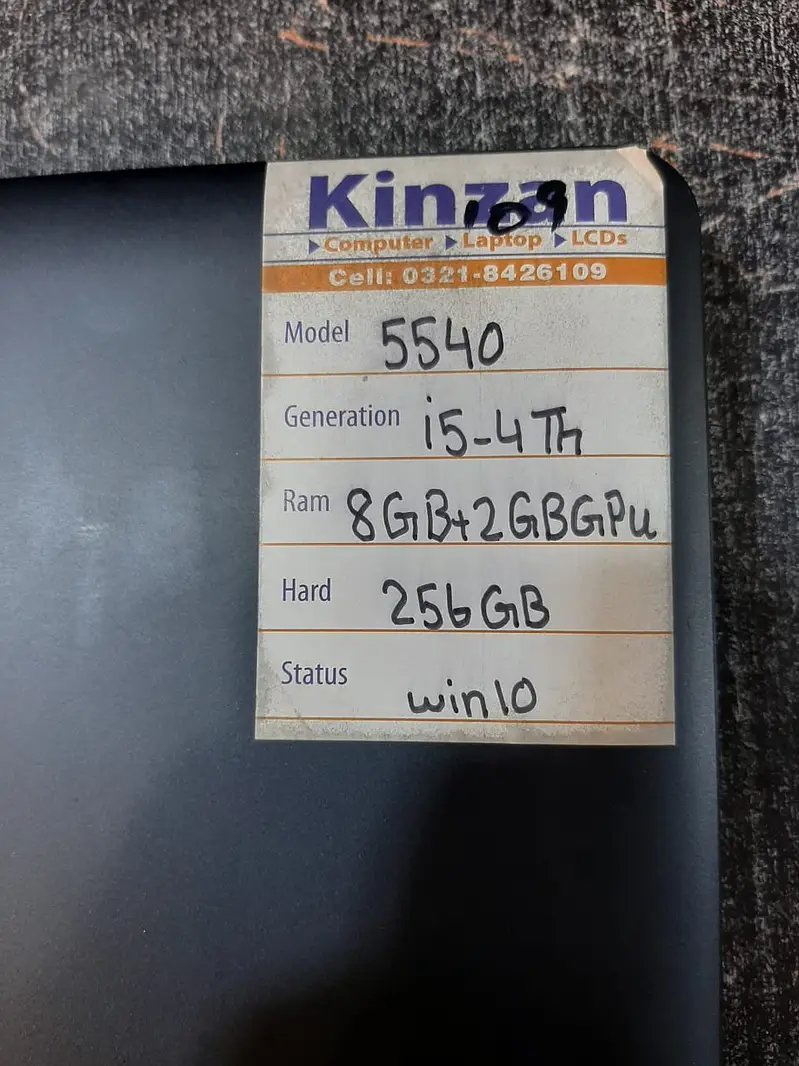 Kinzan
109
Computer Laptop LCDs
Cell: 0321-8426109
Model 5540
Generation i5-4Th
Ram 8GB+2GBGPu
Hard 256GB
Status win10